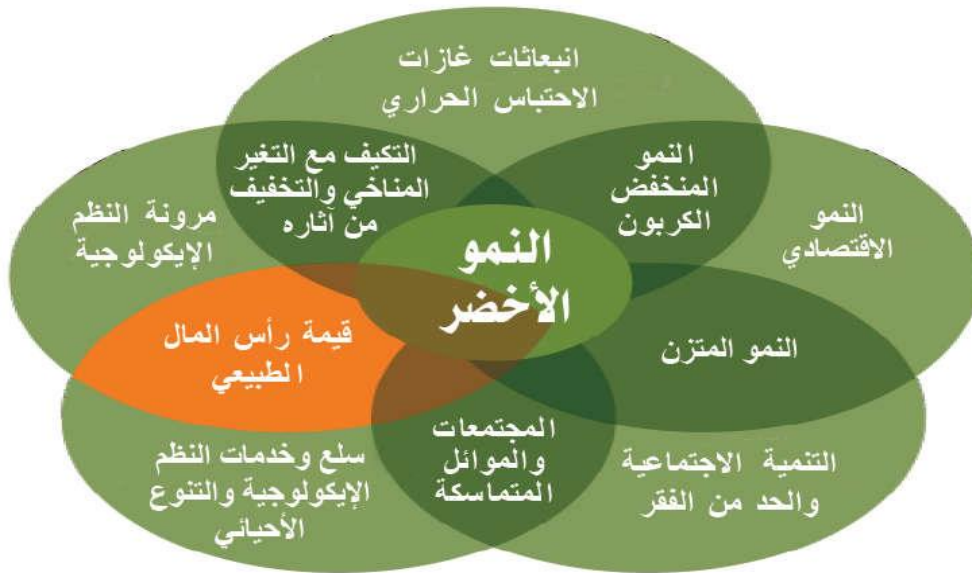 انبعاثات غازات
الاحتباس الحراري
النمو
المنخفض
الكربون
التكيف مع التغير
المناخي والتخفيف
من آثاره
النمو
الاقتصادي
مرونة النظم
الإيكولوجية
النمو
الأخضر
النمو المتزن
قيمة رأس المال
الطبيعي
المجتمعات
والموائل
المتماسكة
التنمية الاجتماعية
والحد من الفقر
سلع وخدمات النظم
الإيكولوجية والتنوع
الأحيائي